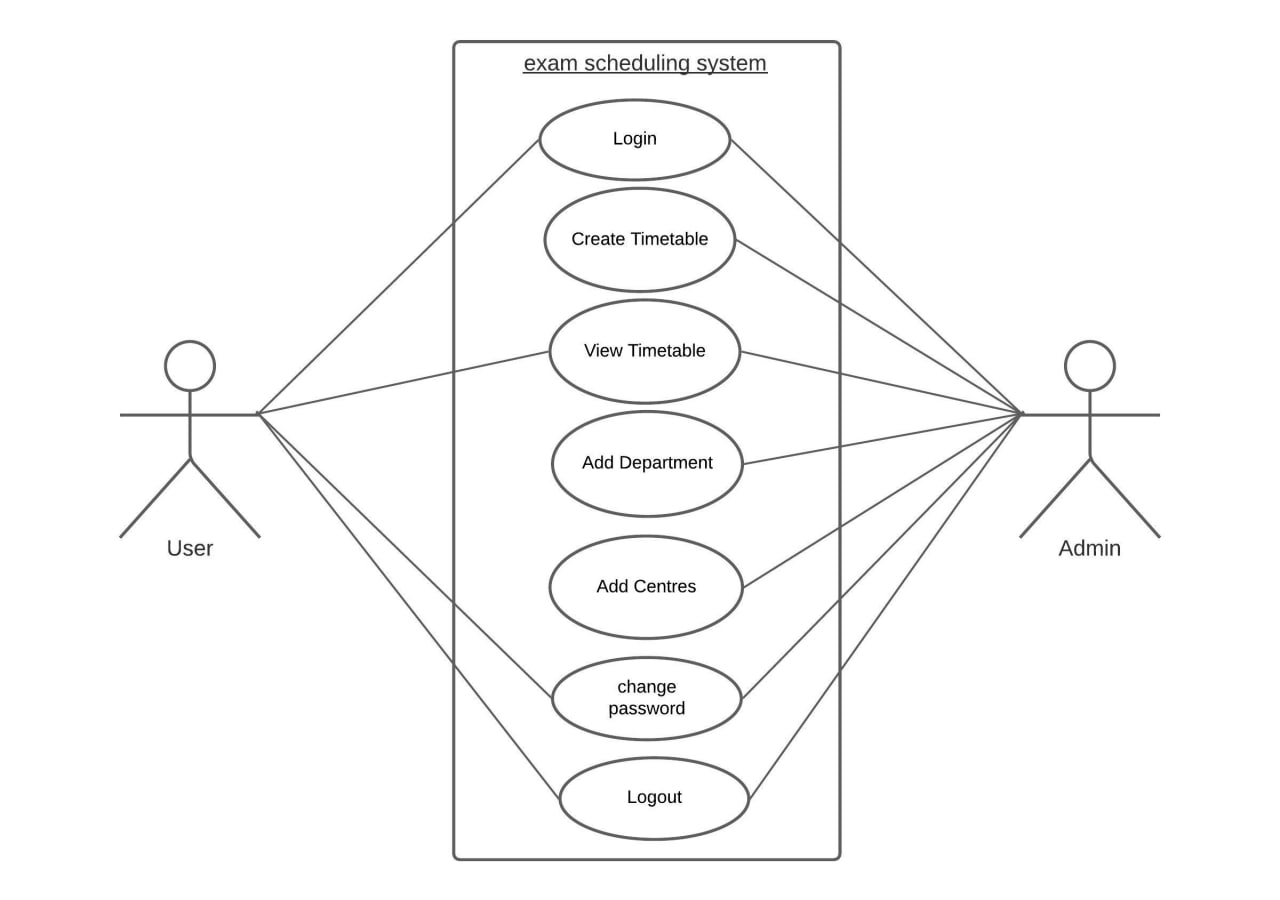 exam scheduling system
Login
Create Timetable
View Timetable
Add Department
User
Admin
Add Centres
change
password
Logout